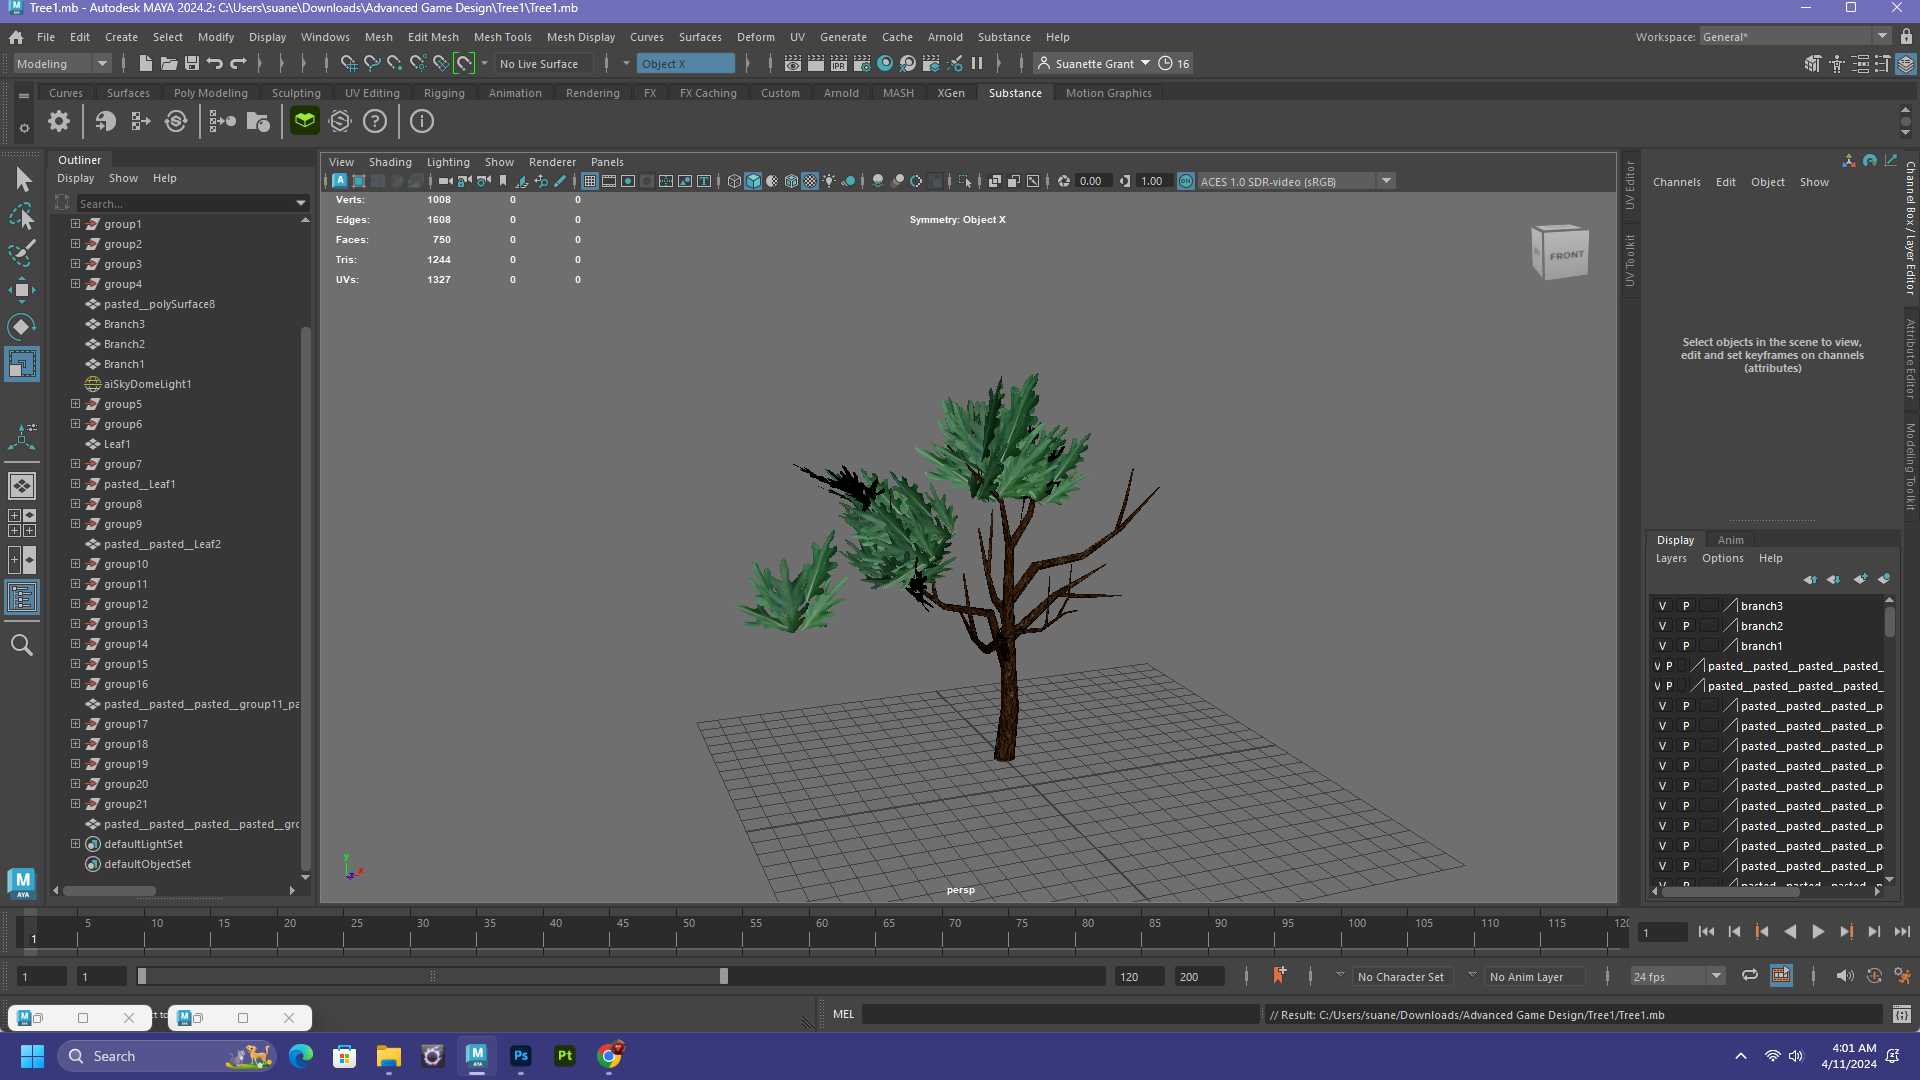 Tree1.mb - Autodesk MAYA 2024.2: C:\Users\suane\Downloads\Advanced Game Design\Tree1\Tree1.mb
File Edit Create Select Modify Display Windows Mesh Edit Mesh Mesh Tools Mesh Display Curves Surfaces Deform UV Generate Cache Arnold Substance Help
Workspace: General*
Modeling No Live Surface Object X IPR Suanette Grant 16
Curves Surfaces Poly Modeling Sculpting UV Editing Rigging Animation Rendering FX FX Caching Custom Arnold MASH XGen Substance Motion Graphics
Outliner
Display Show Help
Search...
group1
group2
group3
group4
pasted__polySurface8
Branch3
Branch2
Branch1
aiSkyDomeLight1
group5
group6
Leaf1
group7
pasted__Leaf1
group8
group9
pasted__pasted__Leaf2
group10
group11
group12
group13
group14
group15
group16
pasted__pasted__pasted__group11_pa
group17
group18
group19
group20
group21
pasted__pasted__pasted__pasted__grc
defaultLightSet
defaultObjectSet
View Shading Lighting Show Renderer Panels
0.00 1.00 ON ACES 1.0 SDR-video (sRGB)
Verts: 1008 0 0
Edges: 1608 0 0
Faces: 750 0 0
Tris: 1244 0 0
UVs: 1327 0 0
Symmetry: Object X
FRONT
y
x
persp
UV Editor
UV Toolkit
Channels Edit Object Show
Select objects in the scene to view,
edit and set keyframes on channels
(attributes)
Channel Box / Layer Editor
Attribute Editor
Modeling Toolkit
Display Anim
Layers Options Help
V P branch3
V P branch2
V P branch1
V P pasted__pasted__pasted__pasted_
V P pasted__pasted__pasted__pasted_
V P pasted__pasted__pasted__p
V P pasted__pasted__pasted__p
V P pasted__pasted__pasted__p
V P pasted__pasted__pasted__p
V P pasted__pasted__pasted__p
V P pasted__pasted__pasted__p
V P pasted__pasted__pasted__p
V P pasted__pasted__pasted__p
V P pasted__pasted__pasted__p
1 5 10 15 20 25 30 35 40 45 50 55 60 65 70 75 80 85 90 95 100 105 110 115 120
1
1 1 120 200 No Character Set No Anim Layer 24 fps
MEL // Result: C:/Users/suane/Downloads/Advanced Game Design/Tree1/Tree1.mb
Search Ps Pt
4:01 AM
4/11/2024